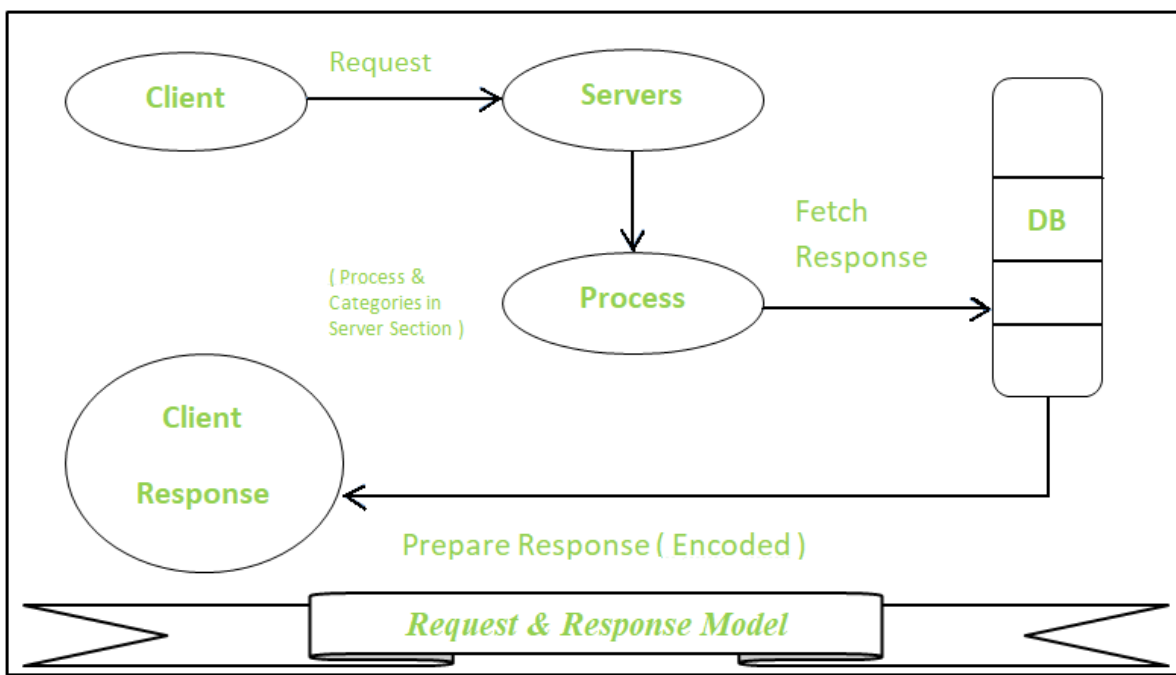 Client
Request
Servers
Fetch
Response
DB
( Process &
Categories in
Server Section )
Process
Client
Response
Prepare Response ( Encoded )
Request & Response Model